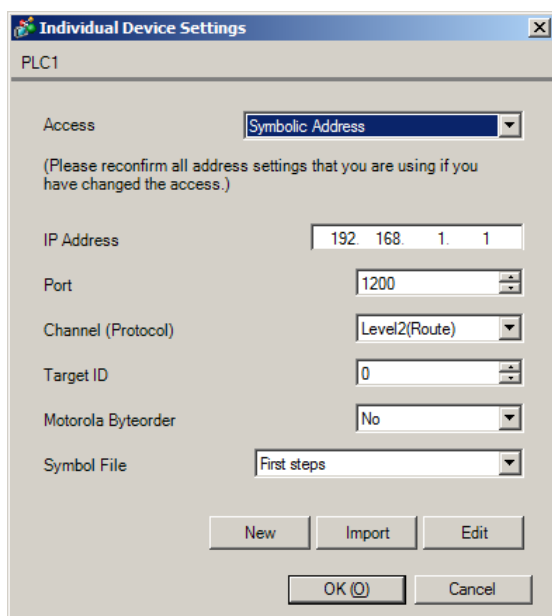 Individual Device Settings
PLC1
Access Symbolic Address
(Please reconfirm all address settings that you are using if you
have changed the access.)
IP Address 192. 168. 1. 1
Port 1200
Channel (Protocol) Level2(Route)
Target ID 0
Motorola Byteorder No
Symbol File First steps
New Import Edit
OK (O) Cancel